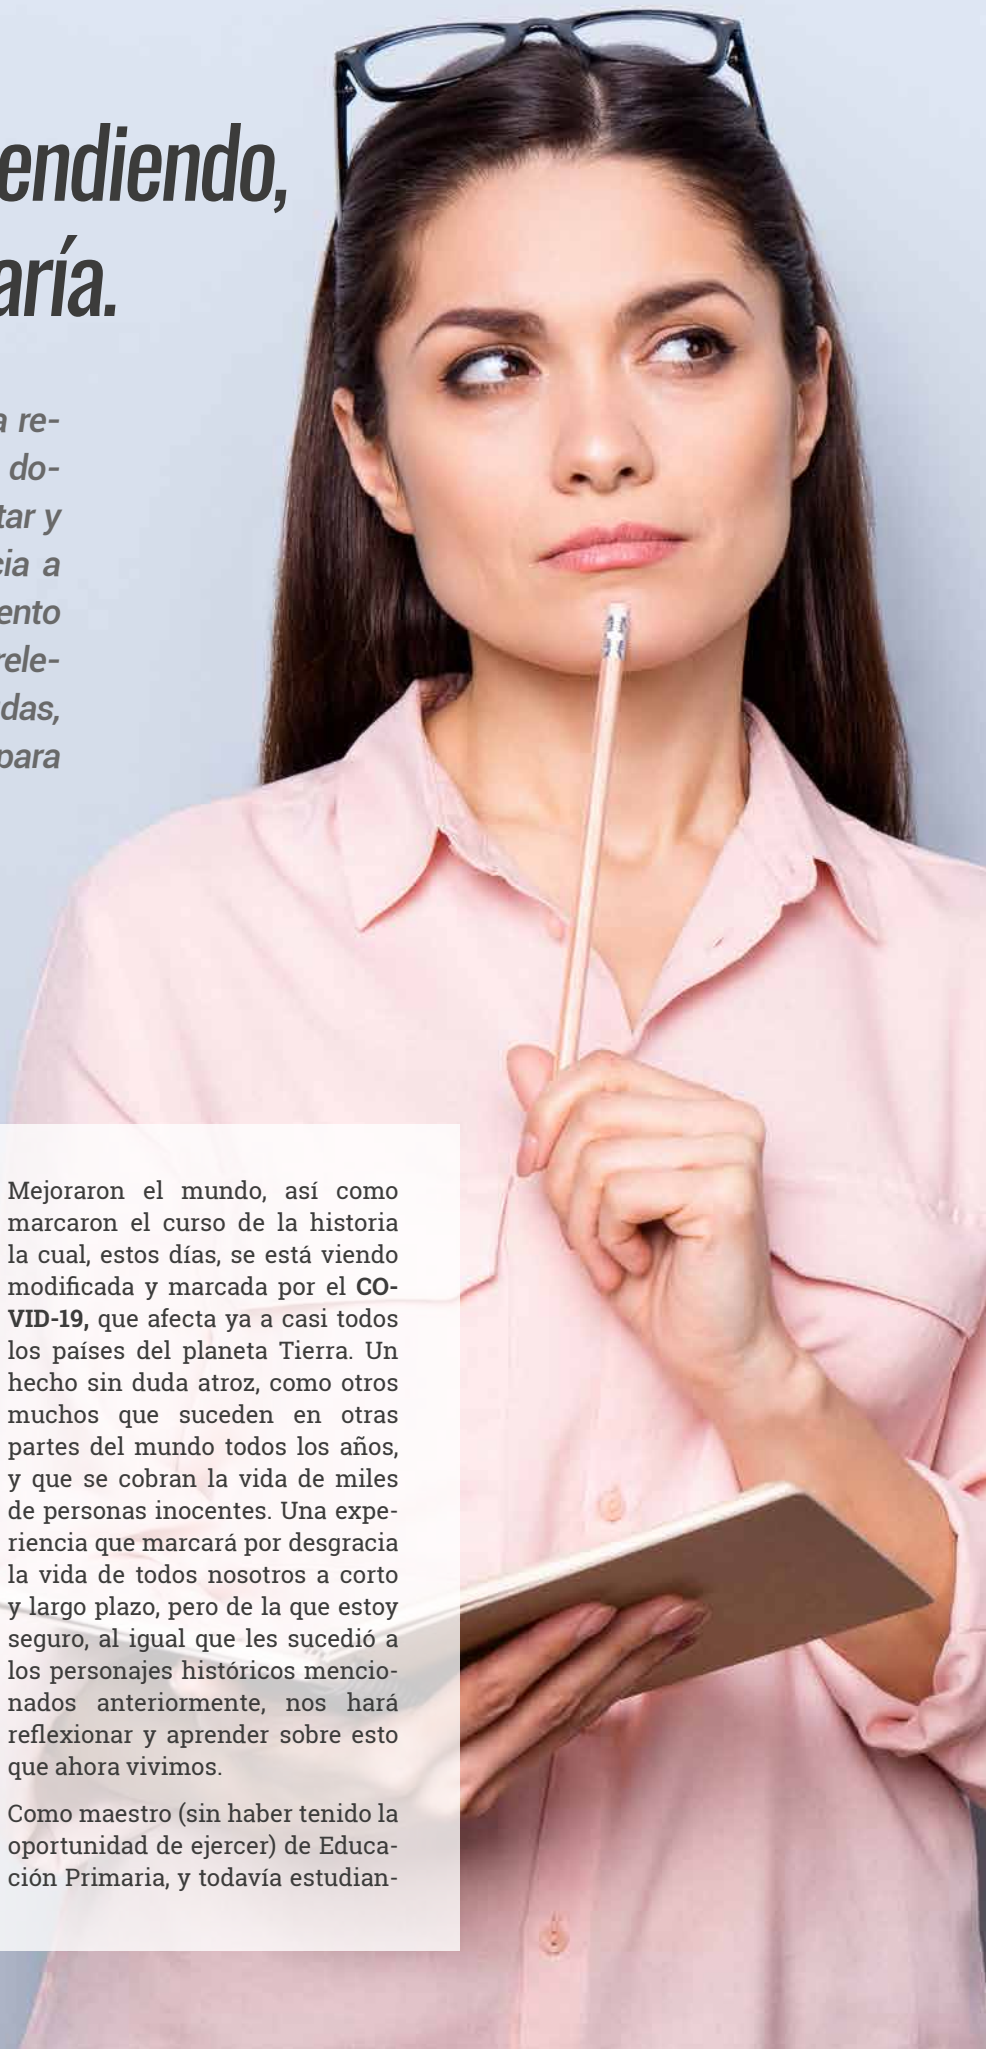 endiendo,
aría.
a re-
do-
tar y
cia a
ento
rele-
das,
para
Mejoraron el mundo, así como
marcaron el curso de la historia
la cual, estos días, se está viendo
modificada y marcada por el CO-
VID-19, que afecta ya a casi todos
los países del planeta Tierra. Un
hecho sin duda atroz, como otros
muchos que suceden en otras
partes del mundo todos los años,
y que se cobran la vida de miles
de personas inocentes. Una expe-
riencia que marcará por desgracia
la vida de todos nosotros a corto
y largo plazo, pero de la que estoy
seguro, al igual que les sucedió a
los personajes históricos mencio-
nados anteriormente, nos hará
reflexionar y aprender sobre esto
que ahora vivimos.
Como maestro (sin haber tenido la
oportunidad de ejercer) de Educa-
ción Primaria, y todavía estudian-